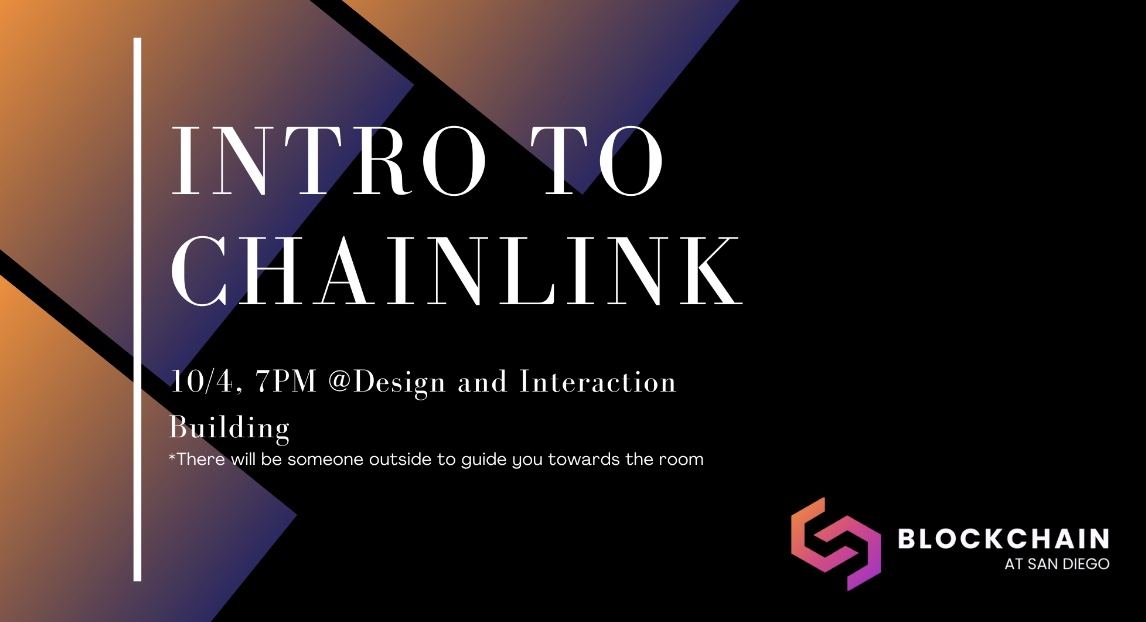 INTRO TO
CHAINLINK
10/4, 7PM @Design and Interaction
Building
*There will be someone outside to guide you towards the room
BLOCKCHAIN
AT SAN DIEGO